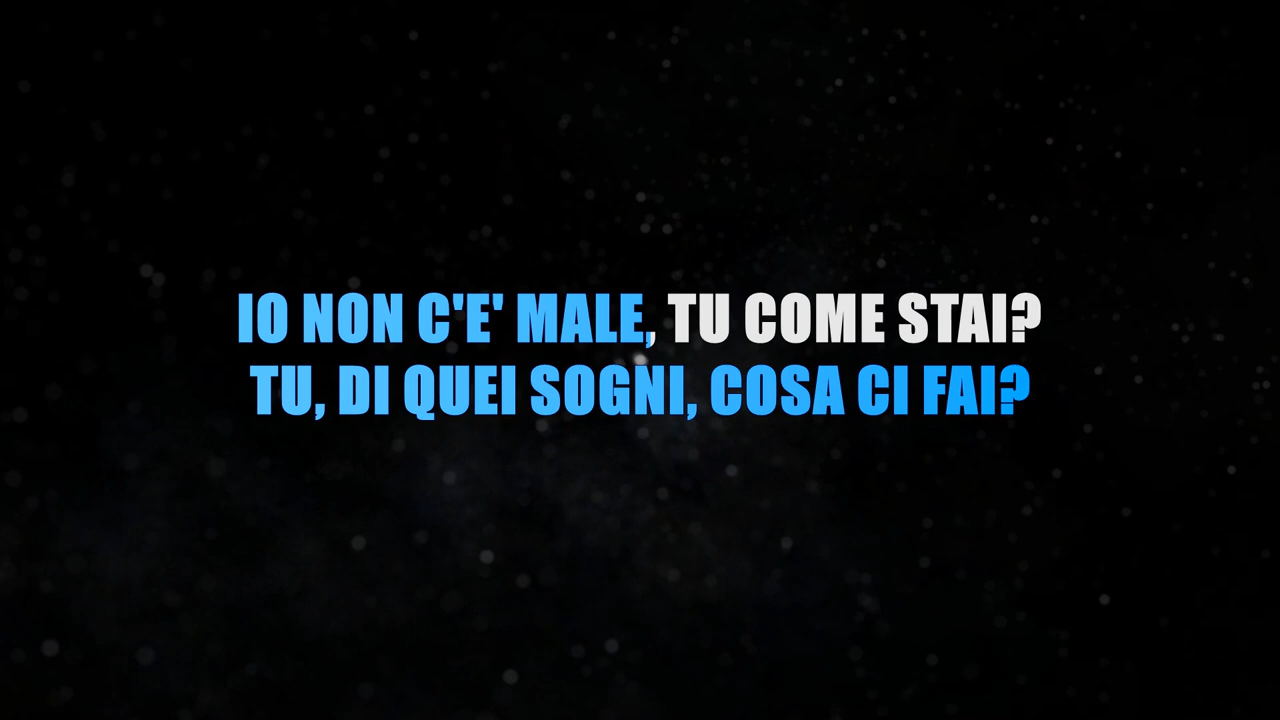 IO NON C'E' MALE, TU COME STAI?
TU, DI QUEI SOGNI, COSA CI FAI?